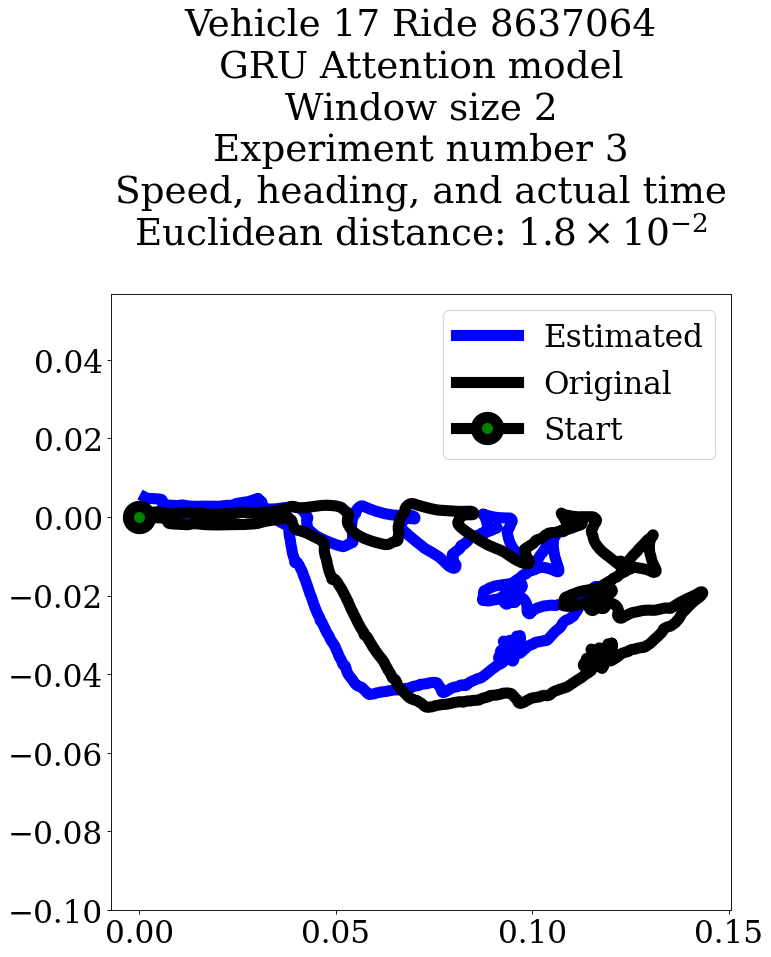 Vehicle 17 Ride 8637064
GRU Attention model
Window size 2
Experiment number 3
Speed, heading, and actual time
Euclidean distance: 1.8 × 10⁻²
Estimated
Original
Start
0.04
0.02
0.00
−0.02
−0.04
−0.06
−0.08
−0.10
0.00 0.05 0.10 0.15